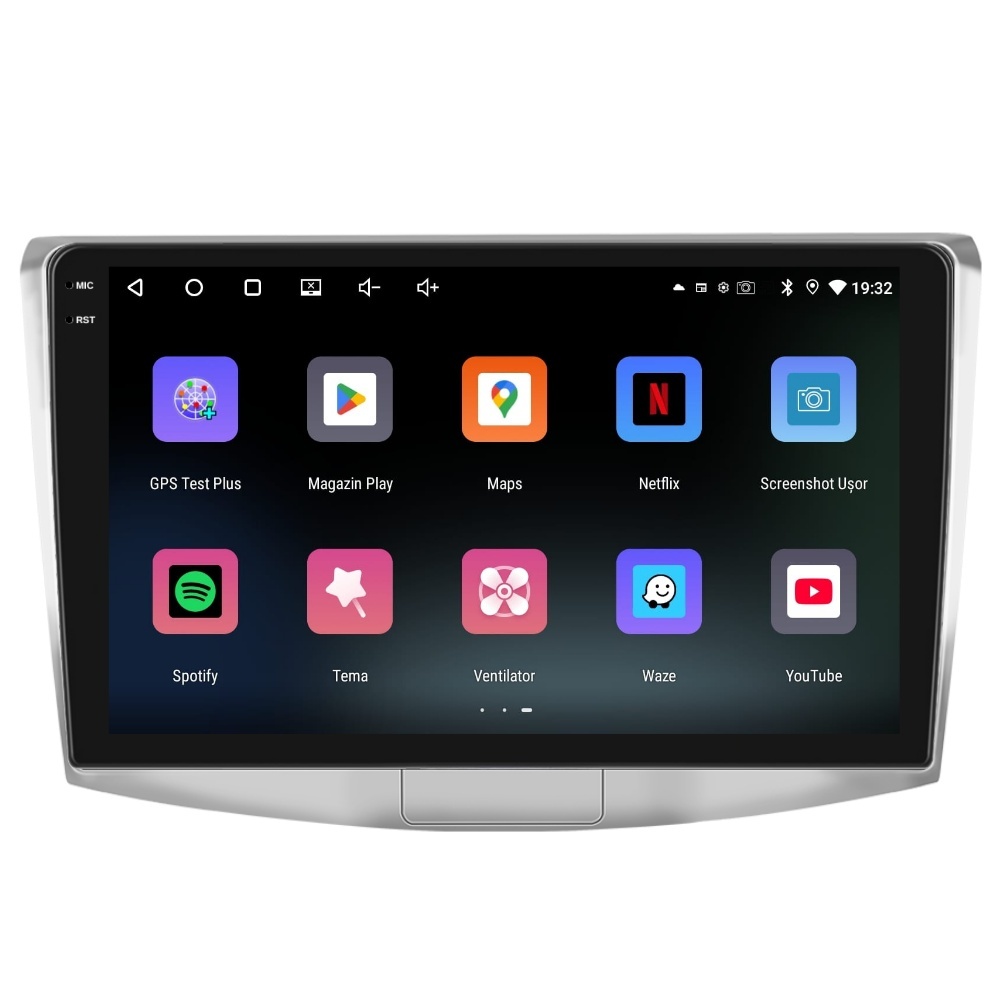 MIC
19:32
RST
GPS Test Plus
Magazin Play
Maps
Netflix
Screenshot Ușor
Spotify
Tema
Ventilator
Waze
YouTube